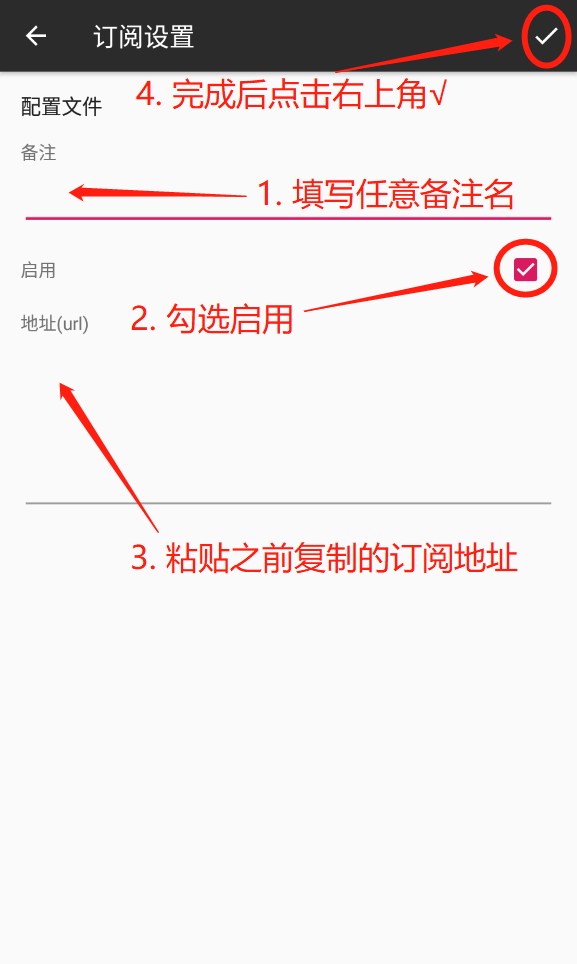 订阅设置
4. 完成后点击右上角√
配置文件
备注
1. 填写任意备注名
启用
2. 勾选启用
地址(url)
3. 粘贴之前复制的订阅地址